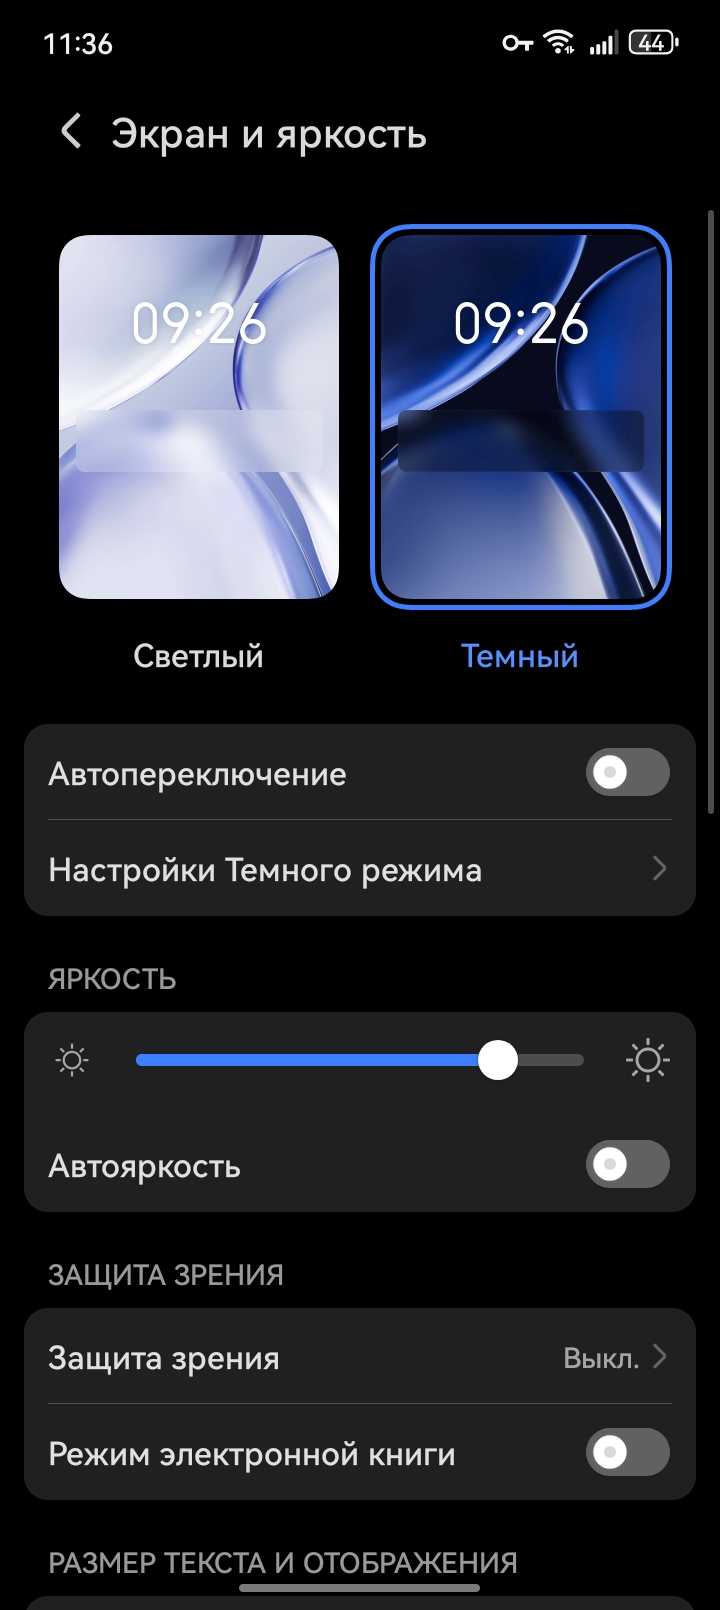 11:36
44
Экран и яркость
09:26
09:26
Светлый
Темный
Автопереключение
Настройки Темного режима
ЯРКОСТЬ
Автояркость
ЗАЩИТА ЗРЕНИЯ
Защита зрения
Выкл.
Режим электронной книги
РАЗМЕР ТЕКСТА И ОТОБРАЖЕНИЯ